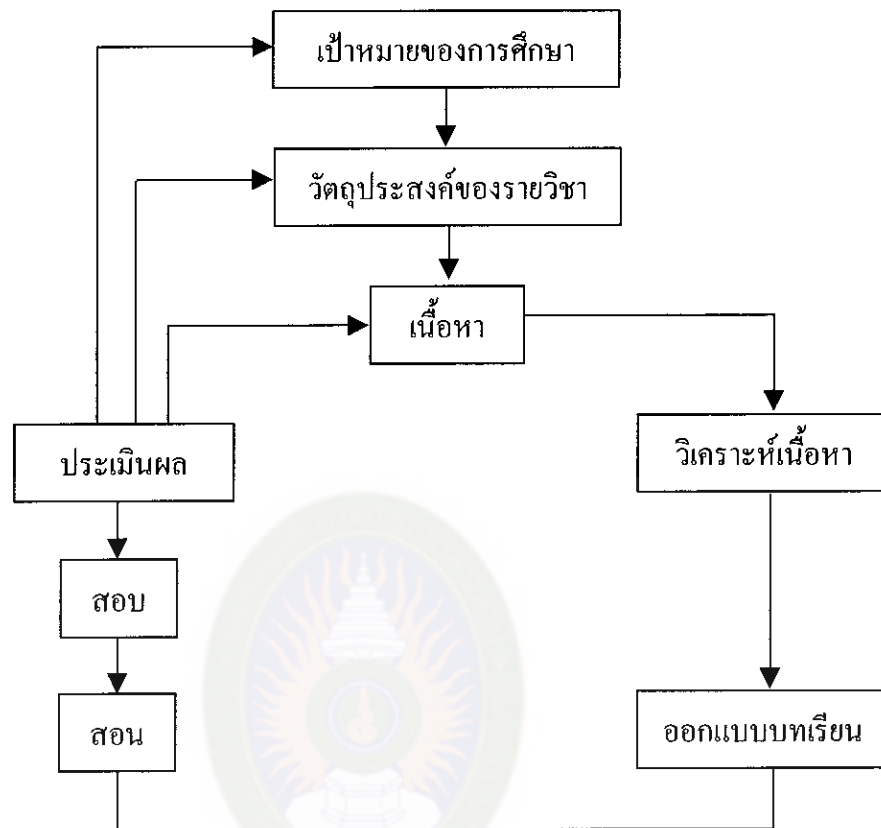 เป้าหมายของการศึกษา
วัตถุประสงค์ของรายวิชา
เนื้อหา
ประเมินผล
วิเคราะห์เนื้อหา
สอบ
สอน
ออกแบบบทเรียน